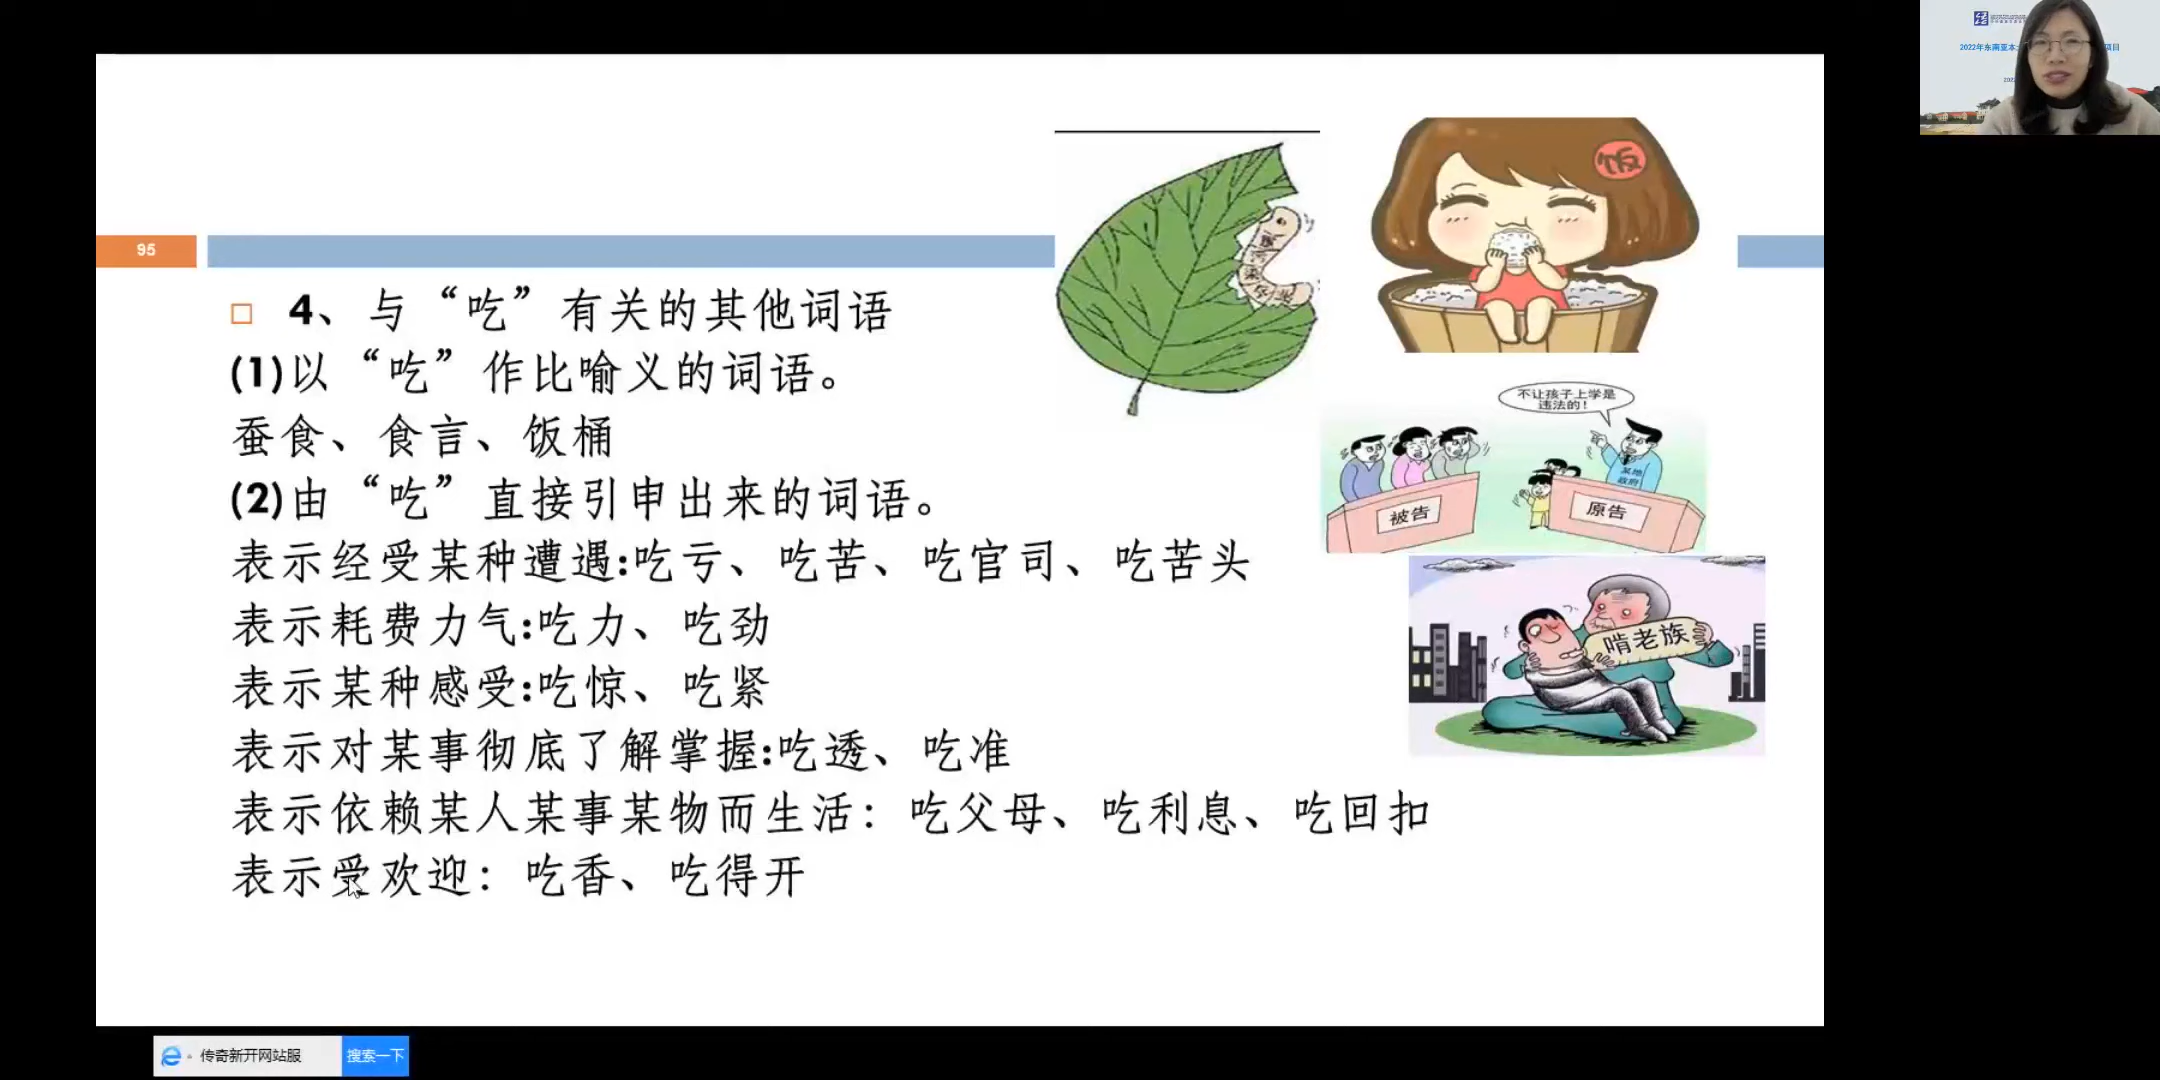 2022年东南亚本
项目
95
4、与“吃”有关的其他词语
(1)以“吃”作比喻义的词语。
蚕食、食言、饭桶
(2)由“吃”直接引申出来的词语。
表示经受某种遭遇:吃亏、吃苦、吃官司、吃苦头
表示耗费力气:吃力、吃劲
表示某种感受:吃惊、吃紧
表示对某事彻底了解掌握:吃透、吃准
表示依赖某人某事某物而生活：吃父母、吃利息、吃回扣
表示受欢迎：吃香、吃得开
饭
不让孩子上学是
违法的!
某地
政府
被告
原告
啃老族
传奇新开网站服
搜索一下